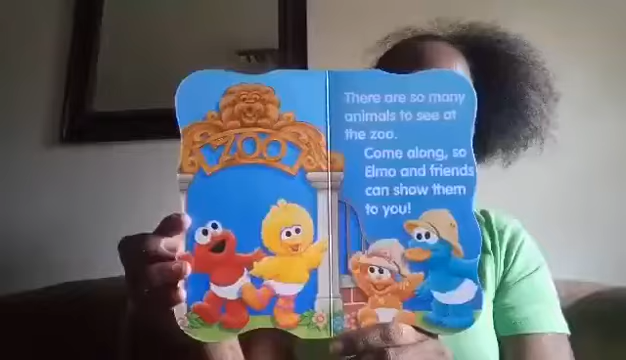 ZOO
There are so many
animals to see at
the zoo.
Come along, so
Elmo and friends
can show them
to you!